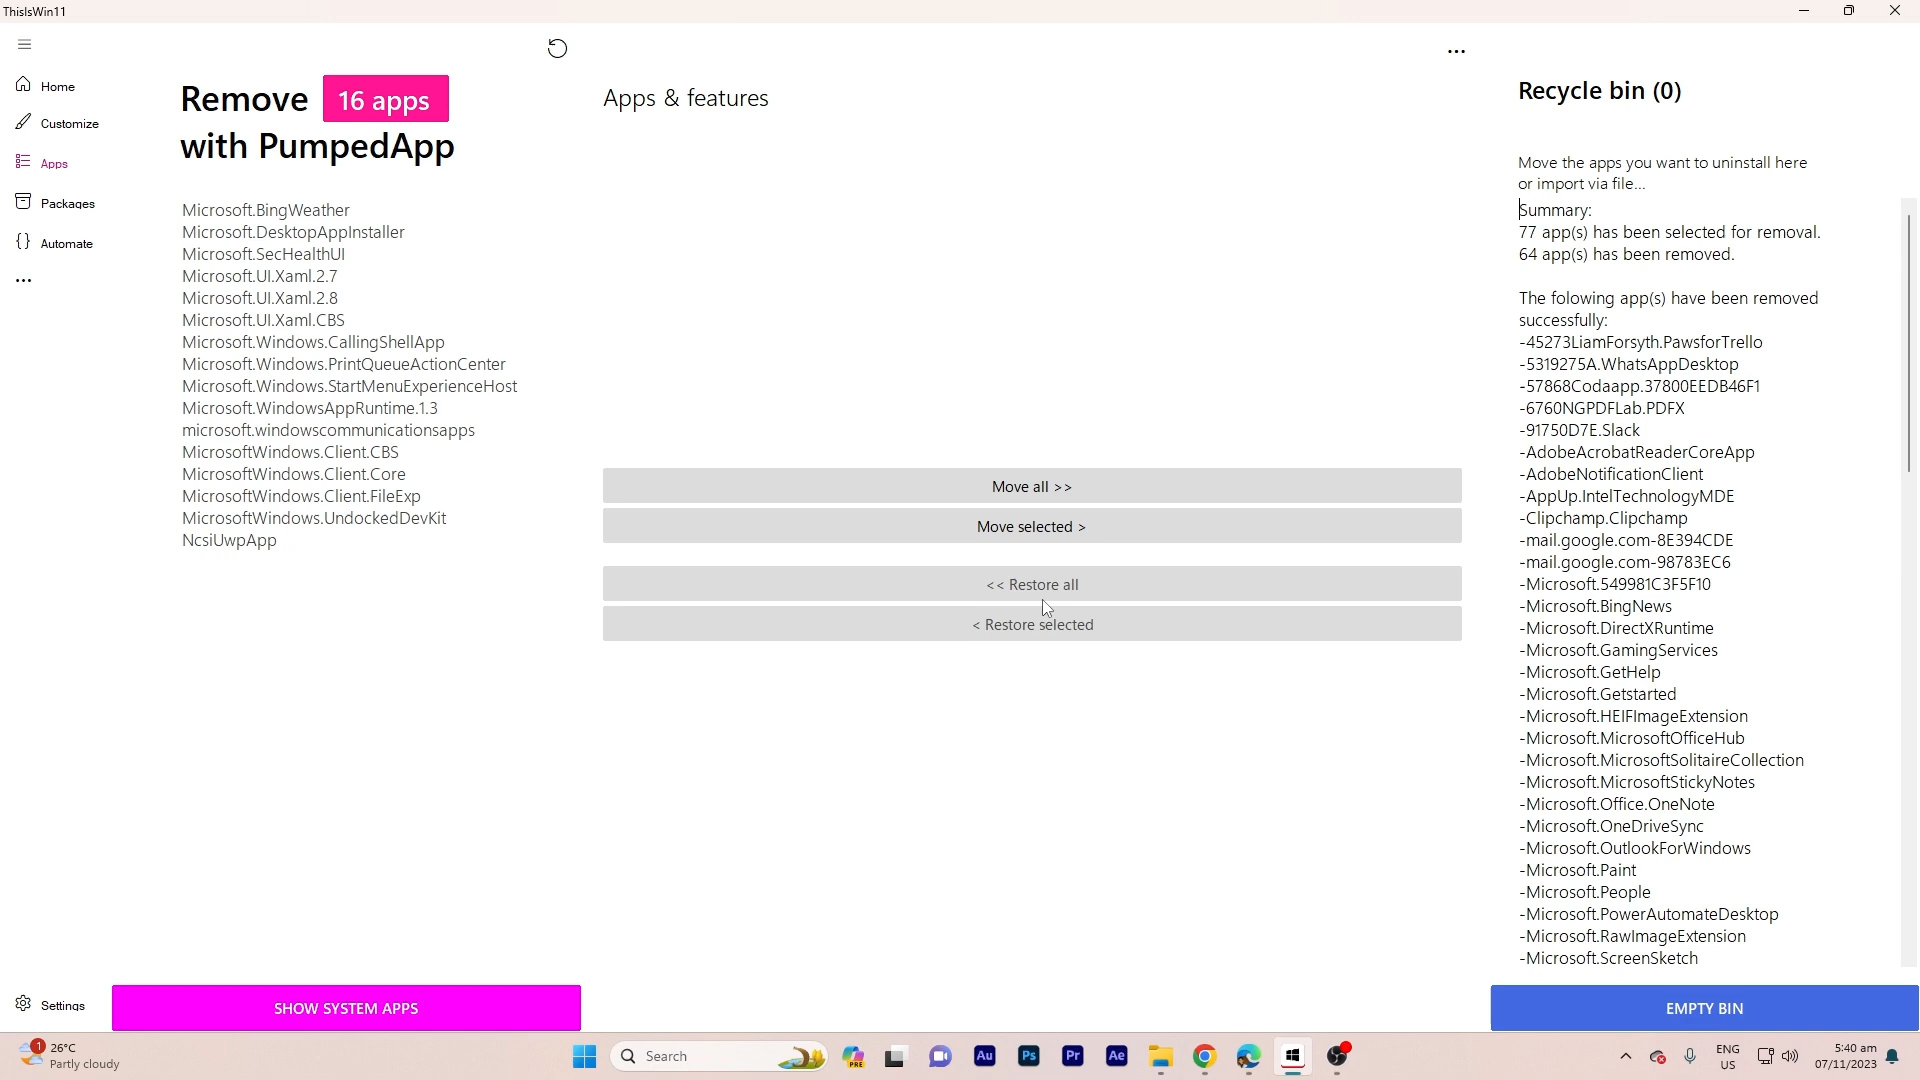 ThisIsWin11
Home
Customize
Apps
Packages
Automate
Settings
Remove 16 apps
with PumpedApp
Microsoft.BingWeather
Microsoft.DesktopAppInstaller
Microsoft.SecHealthUI
Microsoft.UI.Xaml.2.7
Microsoft.UI.Xaml.2.8
Microsoft.UI.Xaml.CBS
Microsoft.Windows.CallingShellApp
Microsoft.Windows.PrintQueueActionCenter
Microsoft.Windows.StartMenuExperienceHost
Microsoft.WindowsAppRuntime.1.3
microsoft.windowscommunicationsapps
MicrosoftWindows.Client.CBS
MicrosoftWindows.Client.Core
MicrosoftWindows.Client.FileExp
MicrosoftWindows.UndockedDevKit
NcsiUwpApp
SHOW SYSTEM APPS
Apps & features
Move all >>
Move selected >
<< Restore all
< Restore selected
Recycle bin (0)
Move the apps you want to uninstall here
or import via file...
Summary:
77 app(s) has been selected for removal.
64 app(s) has been removed.
The folowing app(s) have been removed
successfully:
-45273LiamForsyth.PawsforTrello
-5319275A.WhatsAppDesktop
-57868Codaapp.37800EEDB46F1
-6760NGPDFLab.PDFX
-91750D7E.Slack
-AdobeAcrobatReaderCoreApp
-AdobeNotificationClient
-AppUp.IntelTechnologyMDE
-Clipchamp.Clipchamp
-mail.google.com-8E394CDE
-mail.google.com-98783EC6
-Microsoft.549981C3F5F10
-Microsoft.BingNews
-Microsoft.DirectXRuntime
-Microsoft.GamingServices
-Microsoft.GetHelp
-Microsoft.Getstarted
-Microsoft.HEIFImageExtension
-Microsoft.MicrosoftOfficeHub
-Microsoft.MicrosoftSolitaireCollection
-Microsoft.MicrosoftStickyNotes
-Microsoft.Office.OneNote
-Microsoft.OneDriveSync
-Microsoft.OutlookForWindows
-Microsoft.Paint
-Microsoft.People
-Microsoft.PowerAutomateDesktop
-Microsoft.RawImageExtension
-Microsoft.ScreenSketch
EMPTY BIN
1
26°C
Partly cloudy
Search
PRE
Au
Ps
Pr
Ae
ENG
US
5:40 am
07/11/2023